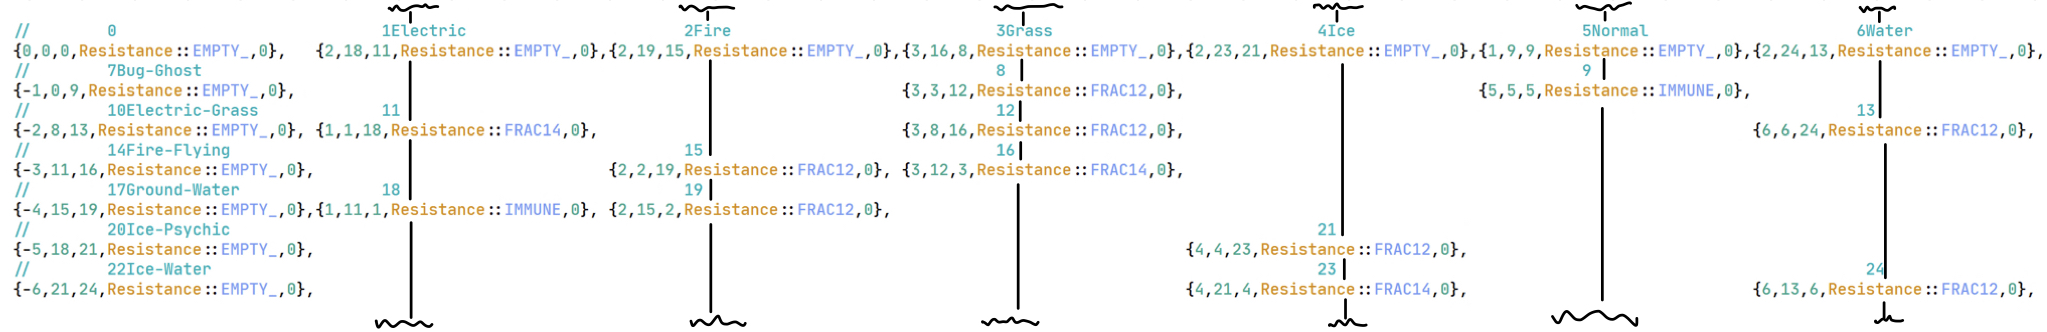 // 0 1Electric 2Fire 3Grass 4Ice 5Normal 6Water
{0,0,0,Resistance::EMPTY_,0}, {2,18,11,Resistance::EMPTY_,0},{2,19,15,Resistance::EMPTY_,0},{3,16,8,Resistance::EMPTY_,0},{2,23,21,Resistance::EMPTY_,0},{1,9,9,Resistance::EMPTY_,0},{2,24,13,Resistance::EMPTY_,0},
// 7Bug-Ghost 8 9
{-1,0,9,Resistance::EMPTY_,0}, {3,3,12,Resistance::FRAC12,0}, {5,5,5,Resistance::IMMUNE,0},
// 10Electric-Grass 11 12 13
{-2,8,13,Resistance::EMPTY_,0}, {1,1,18,Resistance::FRAC14,0}, {3,8,16,Resistance::FRAC12,0}, {6,6,24,Resistance::FRAC12,0},
// 14Fire-Flying 15 16
{-3,11,16,Resistance::EMPTY_,0}, {2,2,19,Resistance::FRAC12,0}, {3,12,3,Resistance::FRAC14,0},
// 17Ground-Water 18 19
{-4,15,19,Resistance::EMPTY_,0},{1,11,1,Resistance::IMMUNE,0}, {2,15,2,Resistance::FRAC12,0},
// 20Ice-Psychic 21
{-5,18,21,Resistance::EMPTY_,0}, {4,4,23,Resistance::FRAC12,0},
// 22Ice-Water 23 24
{-6,21,24,Resistance::EMPTY_,0}, {4,21,4,Resistance::FRAC14,0}, {6,13,6,Resistance::FRAC12,0},